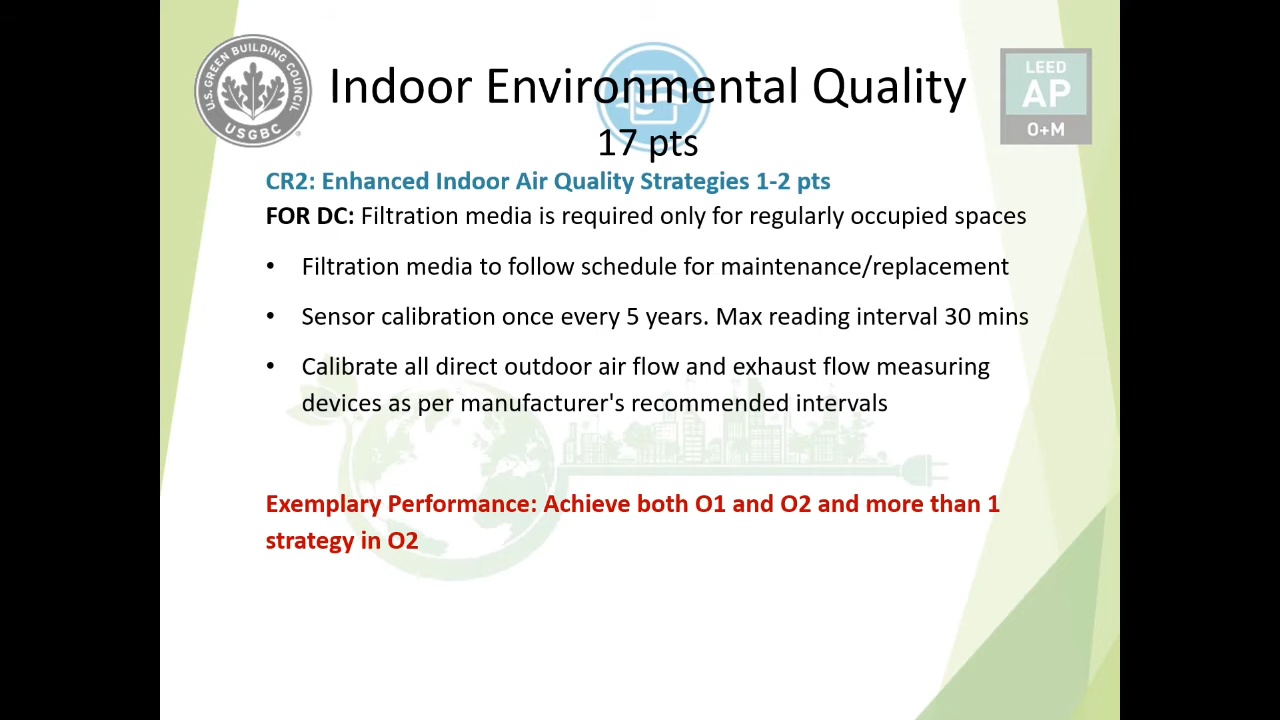 U.S. GREEN BUILDING COUNCIL
USGBC
Indoor Environmental Quality
17 pts
LEED
AP
O+M
CR2: Enhanced Indoor Air Quality Strategies 1-2 pts
FOR DC: Filtration media is required only for regularly occupied spaces
• Filtration media to follow schedule for maintenance/replacement
• Sensor calibration once every 5 years. Max reading interval 30 mins
• Calibrate all direct outdoor air flow and exhaust flow measuring
devices as per manufacturer's recommended intervals
Exemplary Performance: Achieve both O1 and O2 and more than 1
strategy in O2